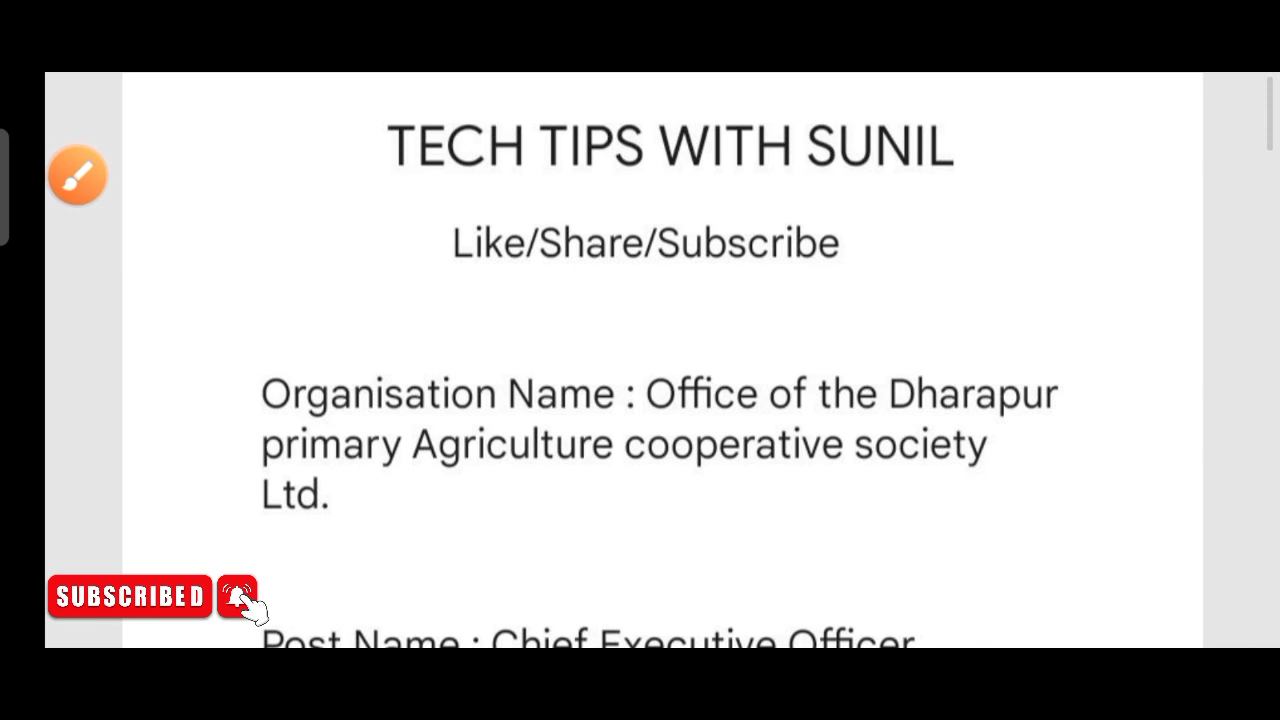 TECH TIPS WITH SUNIL
Like/Share/Subscribe
Organisation Name : Office of the Dharapur
primary Agriculture cooperative society
Ltd.
SUBSCRIBED
Post Name : Chief Executive Officer